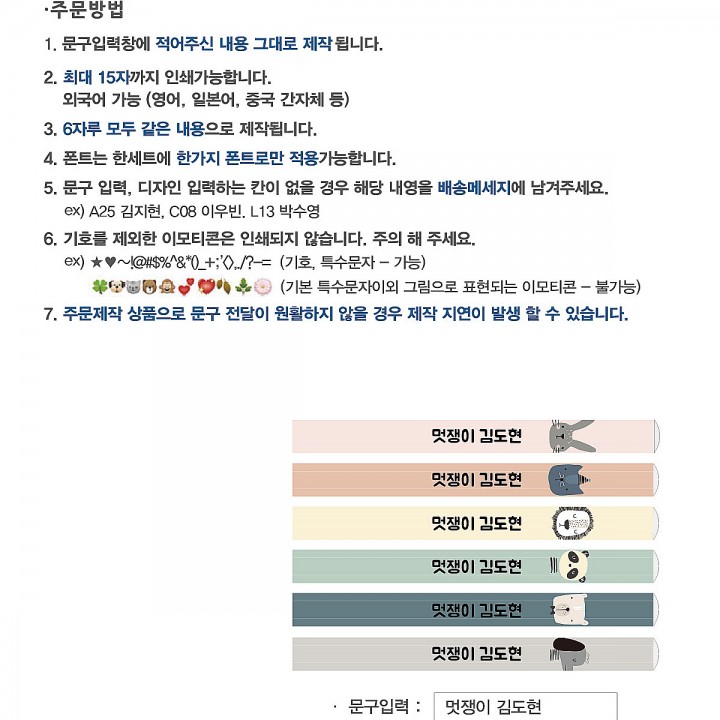 ·주문방법
1. 문구입력창에 적어주신 내용 그대로 제작됩니다.
2. 최대 15자까지 인쇄가능합니다.
외국어 가능 (영어, 일본어, 중국 간자체 등)
3. 6자루 모두 같은 내용으로 제작됩니다.
4. 폰트는 한세트에 한가지 폰트로만 적용가능합니다.
5. 문구 입력, 디자인 입력하는 칸이 없을 경우 해당 내영을 배송메세지에 남겨주세요.
ex) A25 김지현, C08 이우빈. L13 박수영
6. 기호를 제외한 이모티콘은 인쇄되지 않습니다. 주의 해 주세요.
ex) ★♥~!@#$%^&*()_+;'<>,./?-= (기호, 특수문자 - 가능)
(기본 특수문자이외 그림으로 표현되는 이모티콘 - 불가능)
7. 주문제작 상품으로 문구 전달이 원활하지 않을 경우 제작 지연이 발생 할 수 있습니다.
멋쟁이 김도현
멋쟁이 김도현
멋쟁이 김도현
멋쟁이 김도현
멋쟁이 김도현
멋쟁이 김도현
· 문구입력 : 멋쟁이 김도현